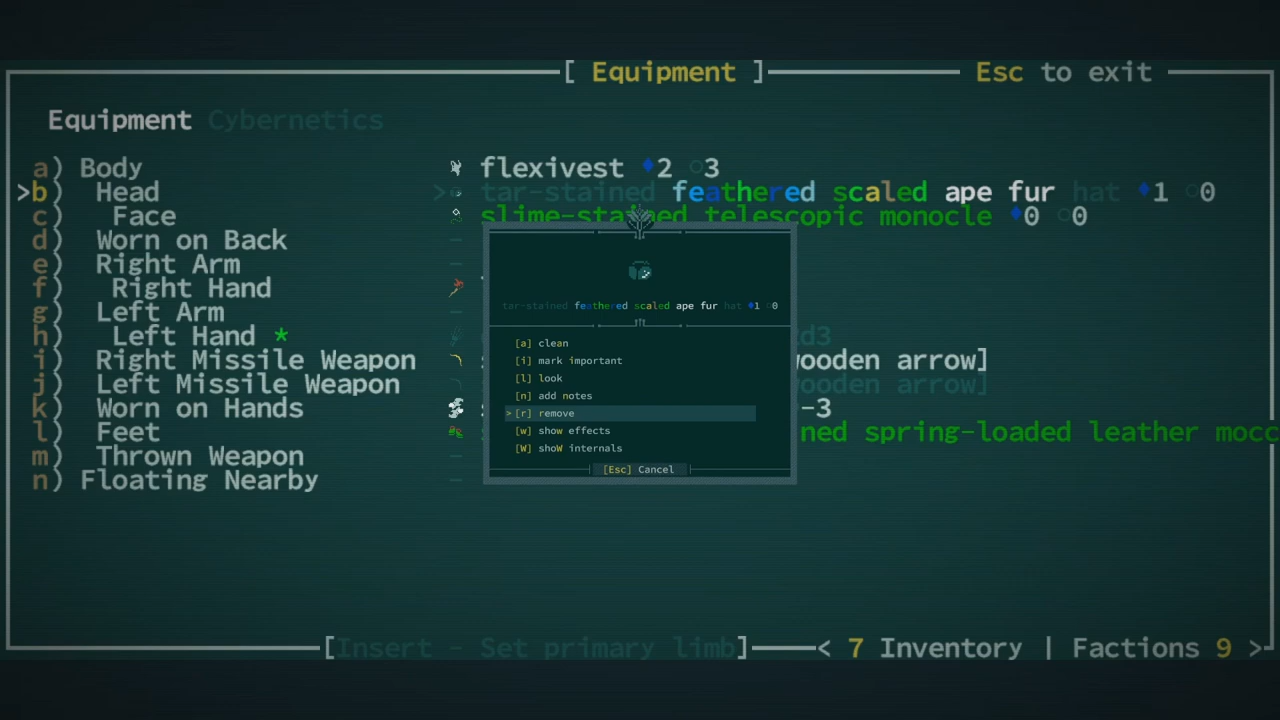 [ Equipment ] Esc to exit
Equipment Cybernetics
a) Body flexivest ♦2 ○3
>b) Head > tar-stained feathered scaled ape fur hat ♦1 ○0
c) Face slime-stained telescopic monocle ♦0 ○0
d) Worn on Back –
e) Right Arm –
f) Right Hand
g) Left Arm –
h) Left Hand * d3
i) Right Missile Weapon wooden arrow]
j) Left Missile Weapon wooden arrow]
k) Worn on Hands -3
l) Feet ned spring-loaded leather mocc
m) Thrown Weapon –
n) Floating Nearby –
tar-stained feathered scaled ape fur hat ♦1 ○0
[a] clean
[i] mark important
[l] look
[n] add notes
>[r] remove
[w] show effects
[W] shoW internals
[Esc] Cancel
[Insert - Set primary limb] < 7 Inventory | Factions 9 >